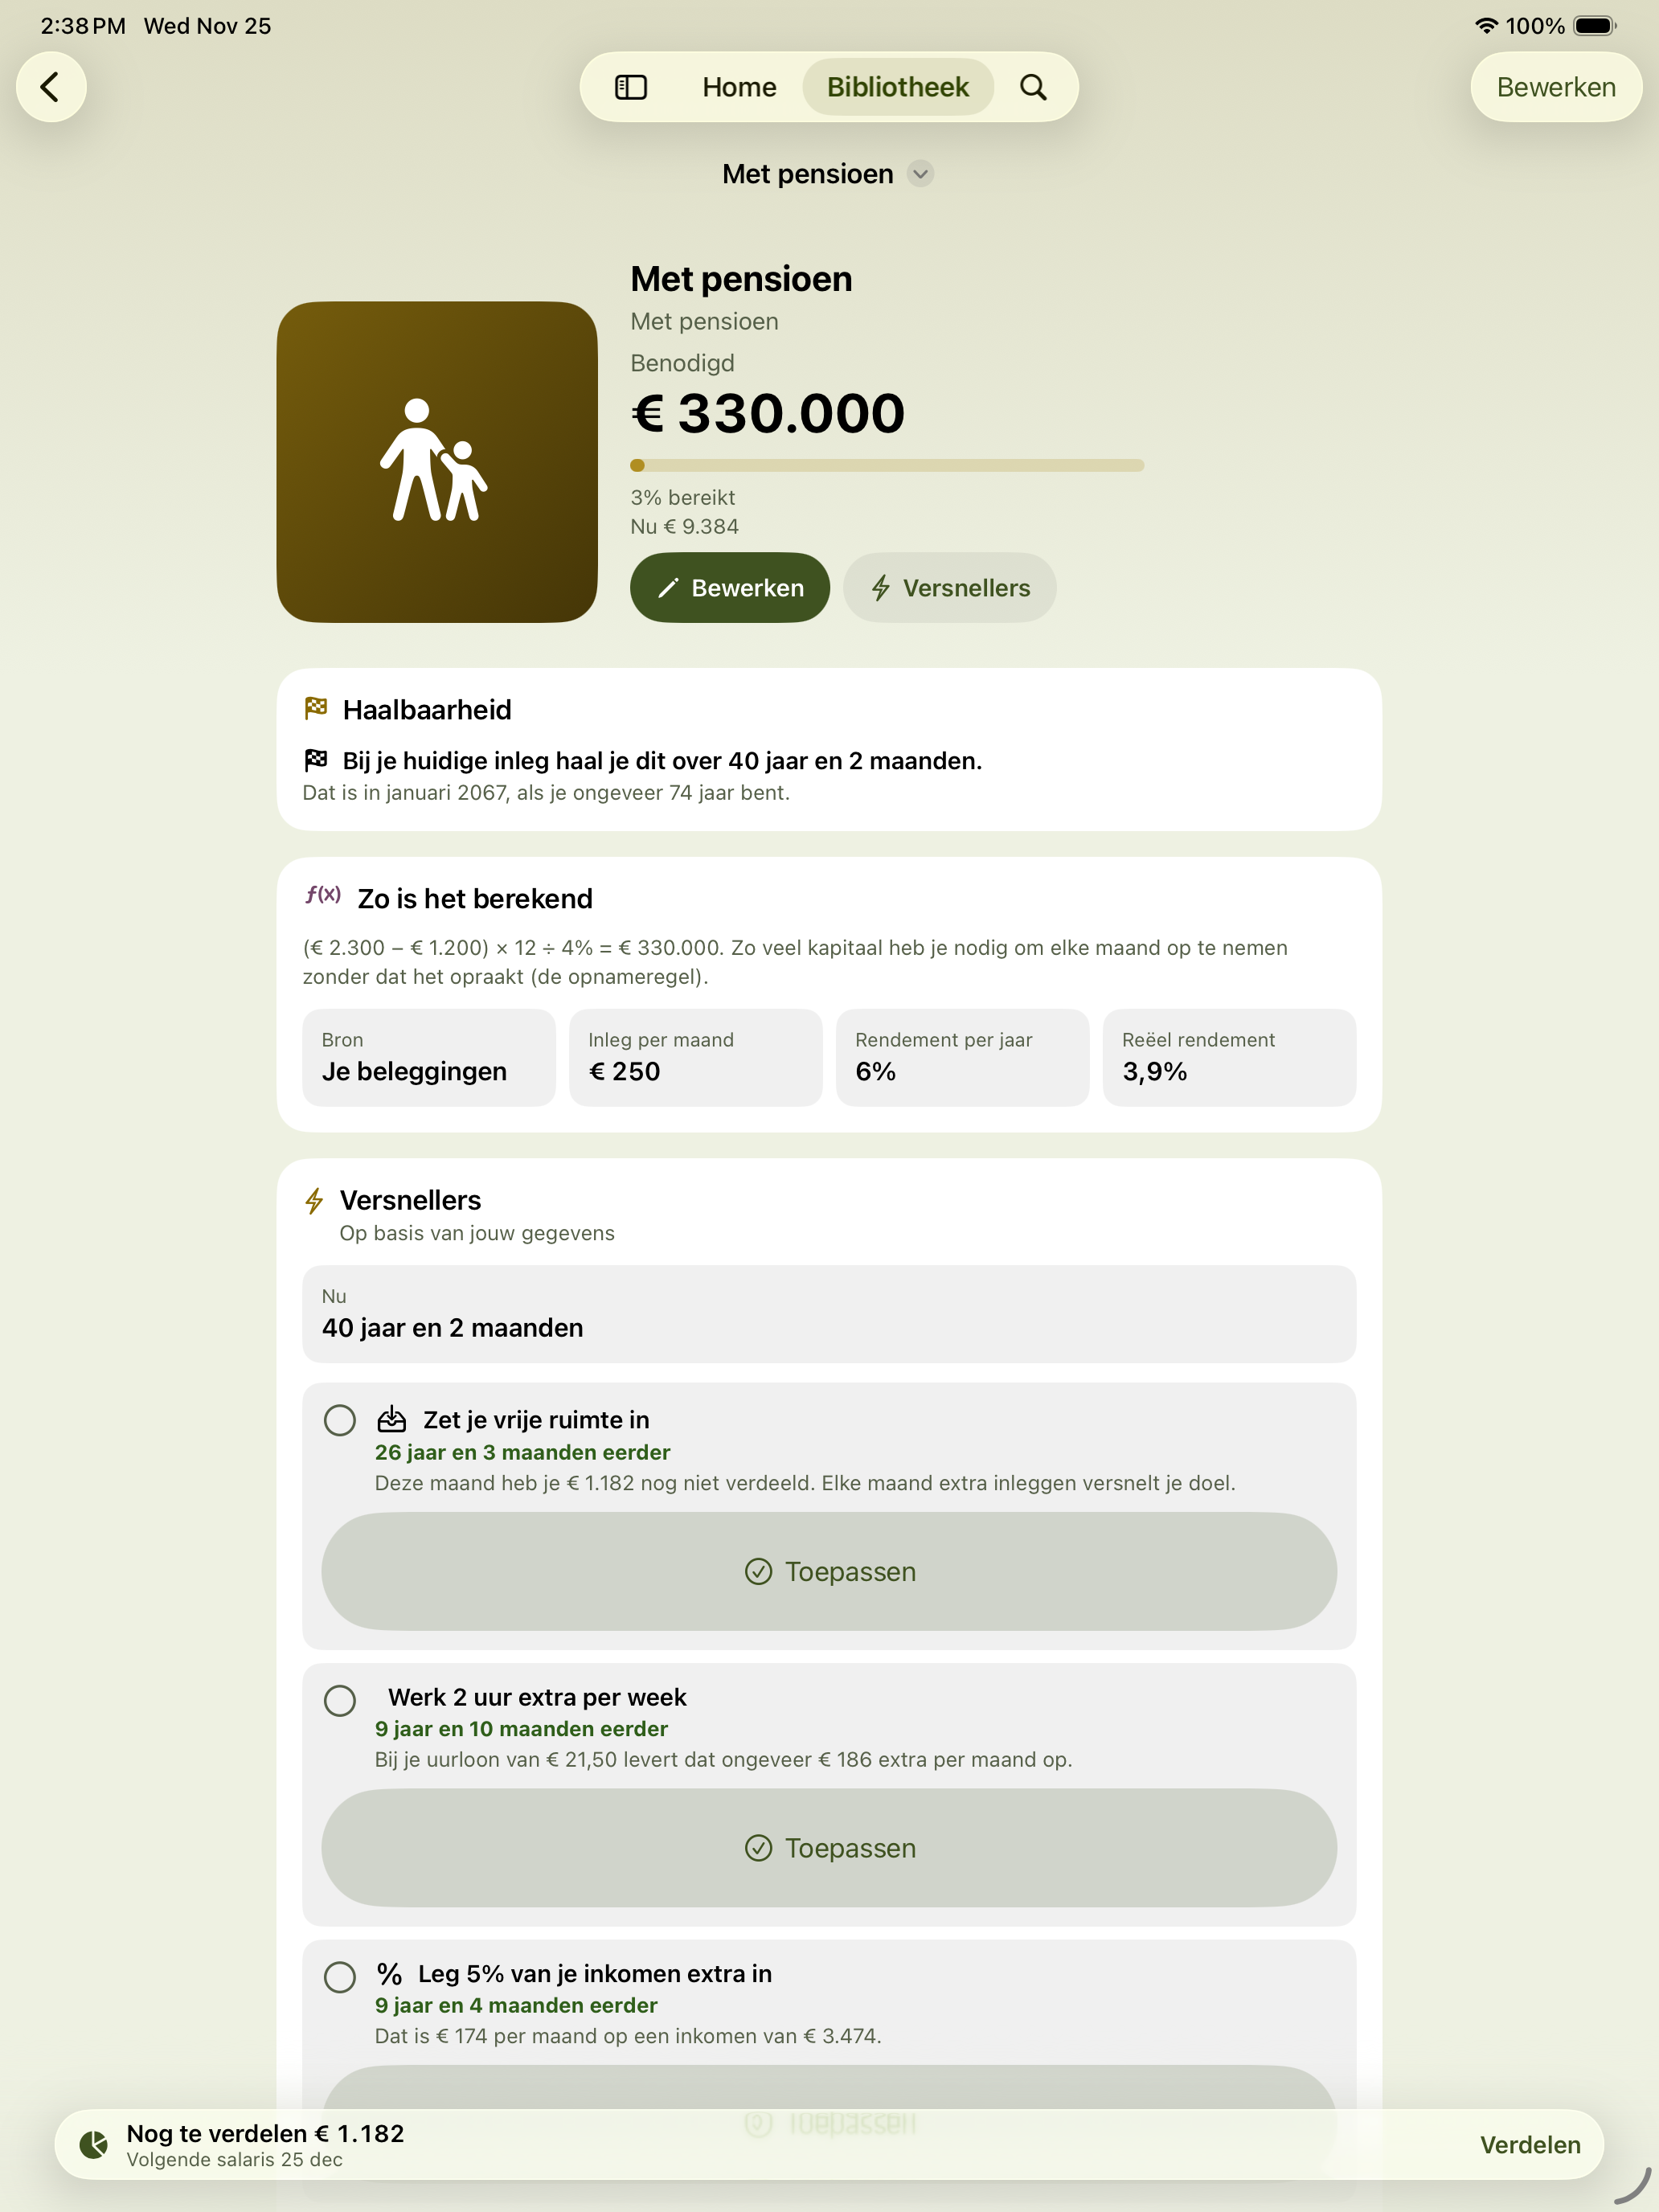 2:38 PM Wed Nov 25
100%
Home
Bibliotheek
Bewerken
Met pensioen
Met pensioen
Met pensioen
Benodigd
€ 330.000
3% bereikt
Nu € 9.384
Bewerken
Versnellers
Haalbaarheid
Bij je huidige inleg haal je dit over 40 jaar en 2 maanden.
Dat is in januari 2067, als je ongeveer 74 jaar bent.
f(x) Zo is het berekend
(€ 2.300 – € 1.200) × 12 ÷ 4% = € 330.000. Zo veel kapitaal heb je nodig om elke maand op te nemen
zonder dat het opraakt (de opnameregel).
Bron
Je beleggingen
Inleg per maand
€ 250
Rendement per jaar
6%
Reëel rendement
3,9%
Versnellers
Op basis van jouw gegevens
Nu
40 jaar en 2 maanden
Zet je vrije ruimte in
26 jaar en 3 maanden eerder
Deze maand heb je € 1.182 nog niet verdeeld. Elke maand extra inleggen versnelt je doel.
Toepassen
Werk 2 uur extra per week
9 jaar en 10 maanden eerder
Bij je uurloon van € 21,50 levert dat ongeveer € 186 extra per maand op.
Toepassen
% Leg 5% van je inkomen extra in
9 jaar en 4 maanden eerder
Dat is € 174 per maand op een inkomen van € 3.474.
Nog te verdelen € 1.182
Volgende salaris 25 dec
Verdelen